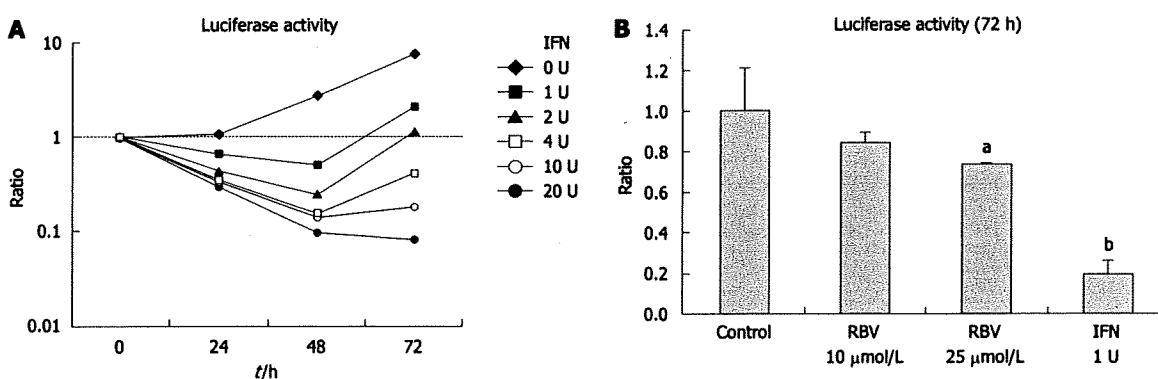 A
Luciferase activity
IFN
0 U
1 U
2 U
4 U
10 U
20 U
Ratio
10
1
0.1
0.01
0
24
48
72
t/h
B
Luciferase activity (72 h)
Ratio
1.4
1.2
1.0
0.8
0.6
0.4
0.2
0.0
a
b
Control
RBV
10 μmol/L
RBV
25 μmol/L
IFN
1 U